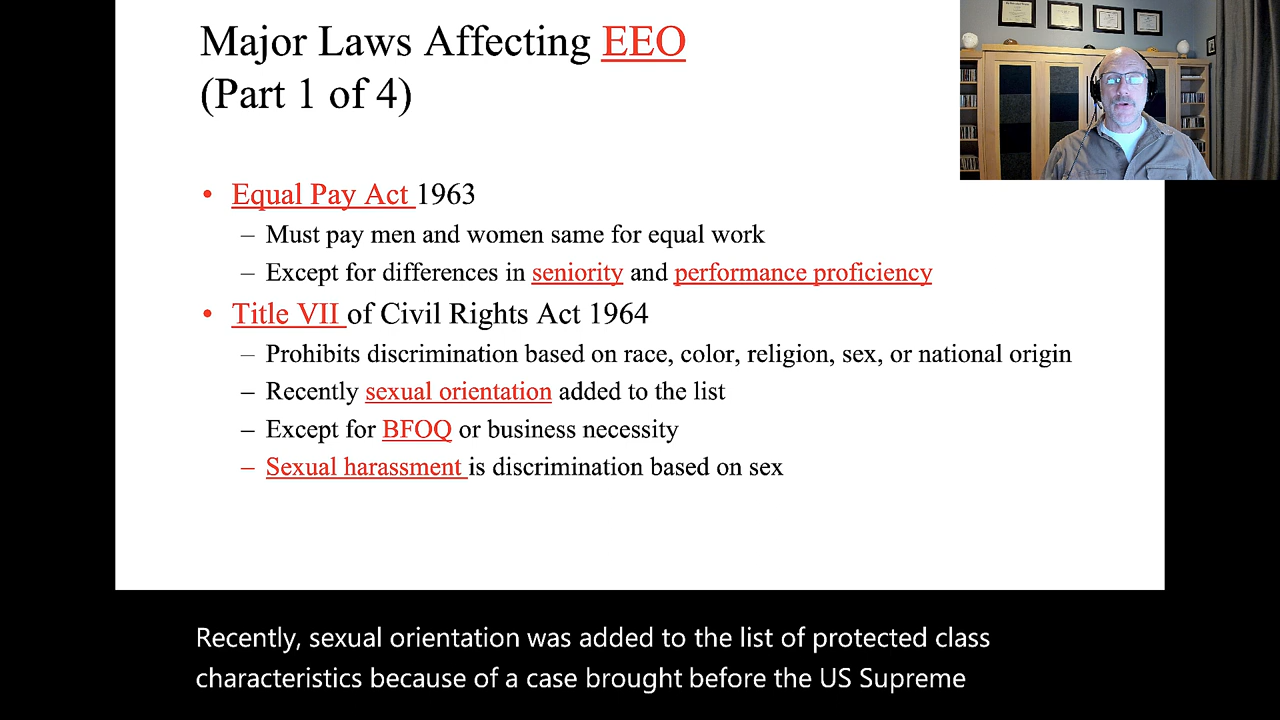 Major Laws Affecting EEO
(Part 1 of 4)
• Equal Pay Act 1963
– Must pay men and women same for equal work
– Except for differences in seniority and performance proficiency
• Title VII of Civil Rights Act 1964
– Prohibits discrimination based on race, color, religion, sex, or national origin
– Recently sexual orientation added to the list
– Except for BFOQ or business necessity
– Sexual harassment is discrimination based on sex
Recently, sexual orientation was added to the list of protected class
characteristics because of a case brought before the US Supreme